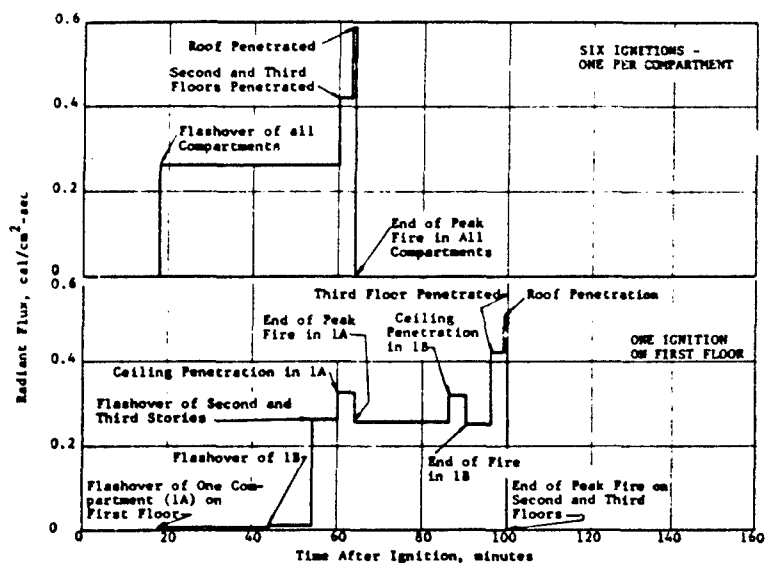 0.6
Roof Penetrated
SIX IGNITIONS -
ONE PER COMPARTMENT
Second and Third
Floors Penetrated
0.4
Flashover of all
Compartments
0.2
End of Peak
Fire in All
Compartments
0
Radiant Flux, cal/cm²-sec
0.6
Third Floor Penetrated
Roof Penetration
End of Peak
Fire in 1A
Ceiling
Penetration
in 1B
ONE IGNITION
ON FIRST FLOOR
0.4
Ceiling Penetration in 1A
Flashover of Second and
Third Stories
0.2
Flashover of 1B
End of Fire
in 1B
Flashover of One Com-
partment (1A) on
First Floor
End of Peak Fire on
Second and Third
Floors
0
0 20 40 60 80 100 120 140 160
Time After Ignition, minutes